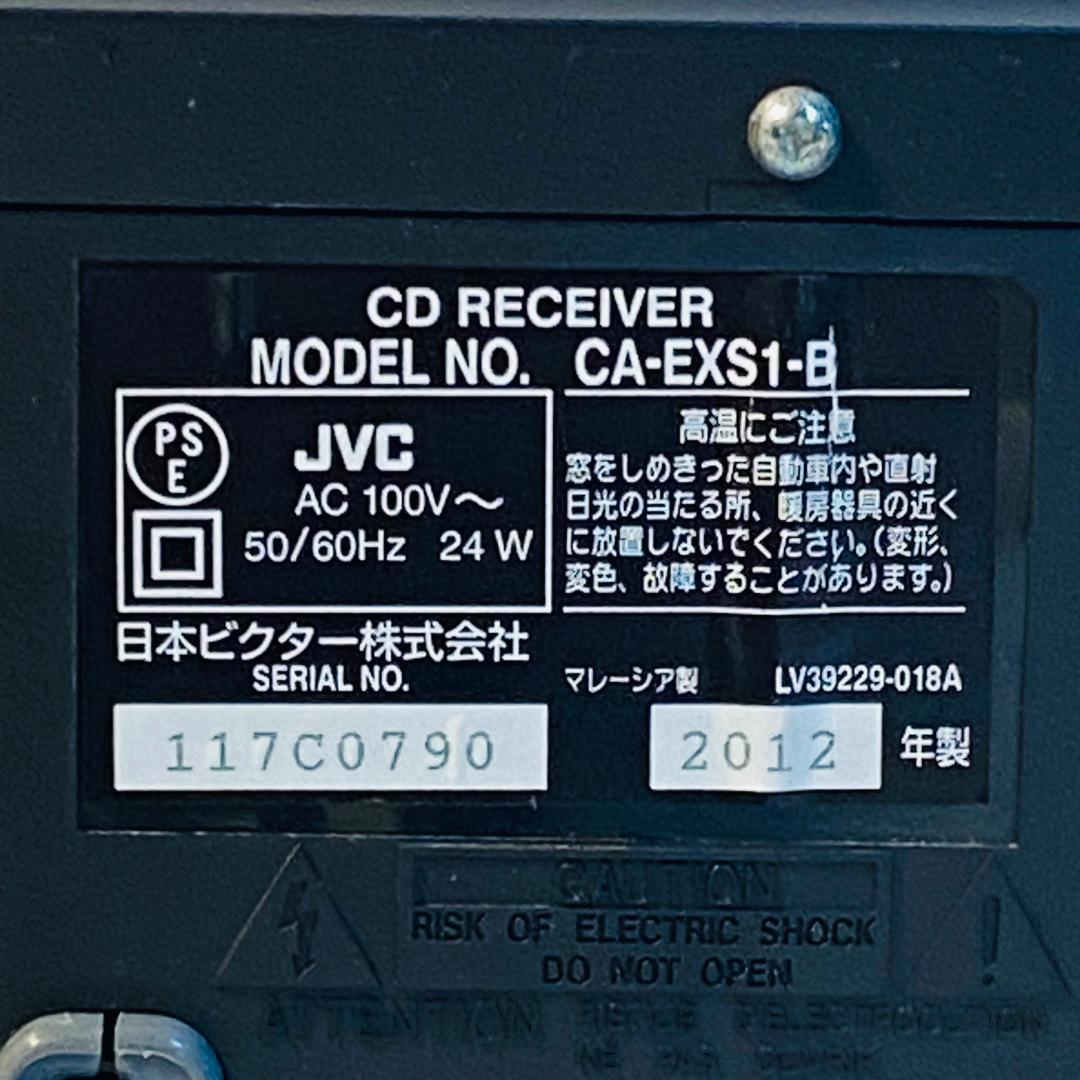 CD RECEIVER
MODEL NO. CA-EXS1-B
PS
E
JVC
AC 100V～
50/60Hz 24 W
高温にご注意
窓をしめきった自動車内や直射
日光の当たる所、暖房器具の近く
に放置しないでください。(変形、
変色、故障することがあります。)
日本ビクター株式会社
SERIAL NO.
マレーシア製 LV39229-018A
117C0790
2012 年製
CAUTION
RISK OF ELECTRIC SHOCK
DO NOT OPEN
ATTENTION